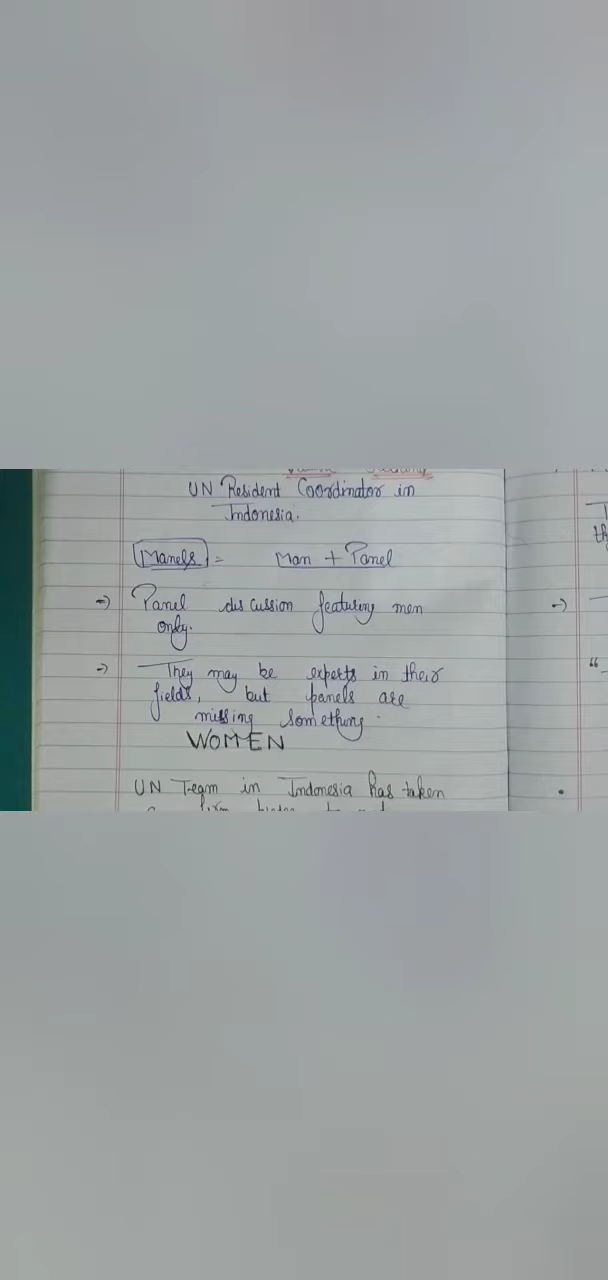 UN Resident Coordinator in
Indonesia.
Manels = Man + Panel
=) Panel discussion featuring men
only.
=) They may be experts in their
fields, but panels are
missing something.
WOMEN
UN Team in Indonesia has taken
=)